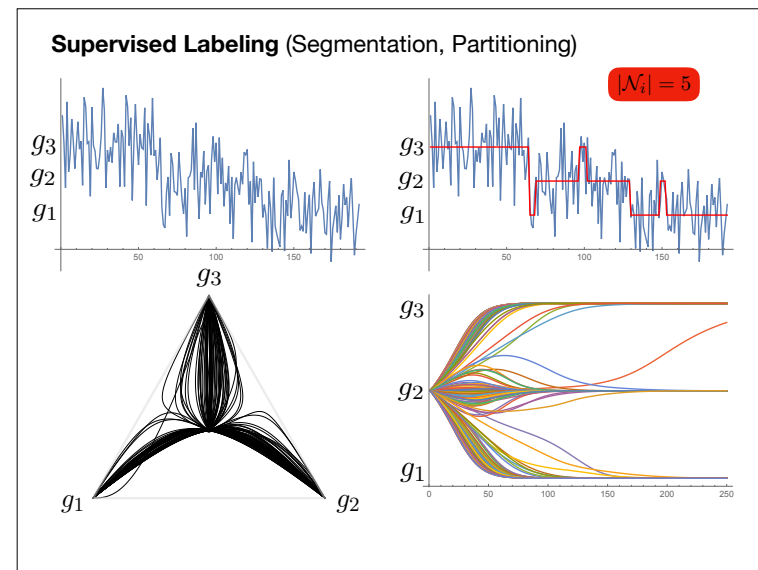 Supervised Labeling (Segmentation, Partitioning)
|𝒩ᵢ| = 5
g₃
g₂
g₁
50 100 150
g₃
g₂
g₁
50 100 150
g₃
g₁
g₂
g₃
g₂
g₁
0 50 100 150 200 250